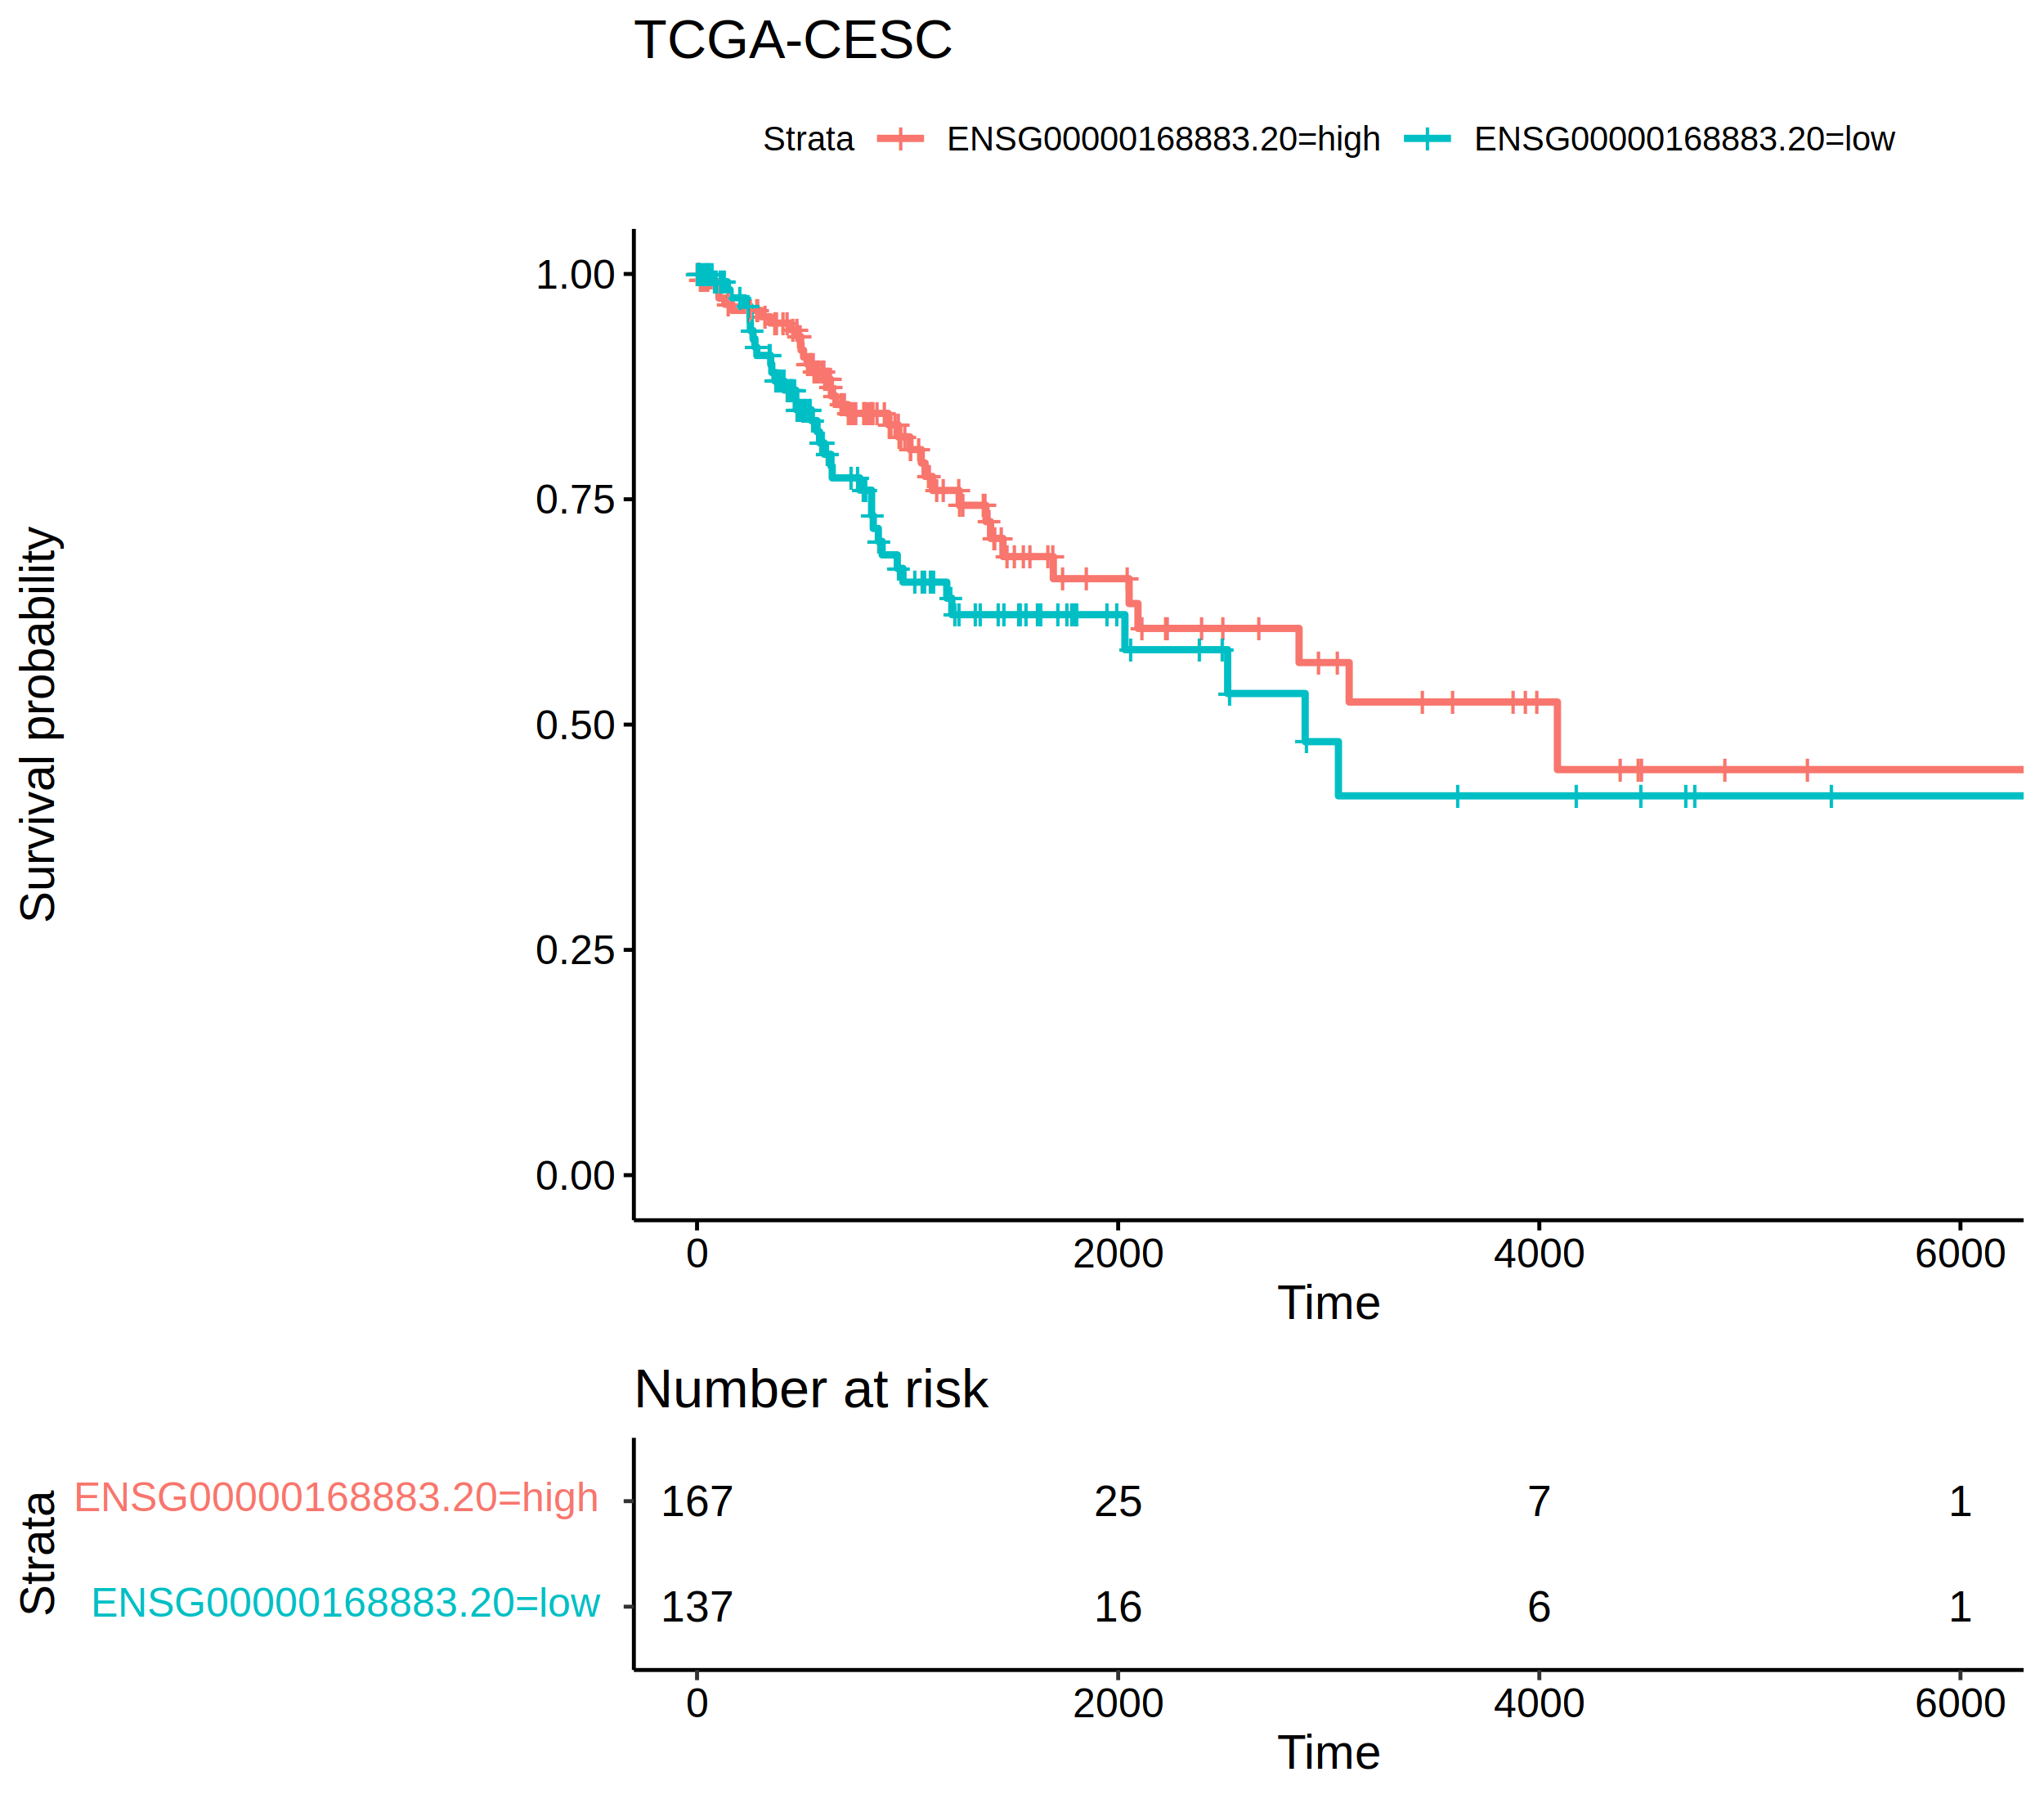 TCGA-CESC
Strata ENSG00000168883.20=high ENSG00000168883.20=low
Survival probability
1.00
0.75
0.50
0.25
0.00
0 2000 4000 6000
Time
Number at risk
Strata
ENSG00000168883.20=high 167 25 7 1
ENSG00000168883.20=low 137 16 6 1
0 2000 4000 6000
Time